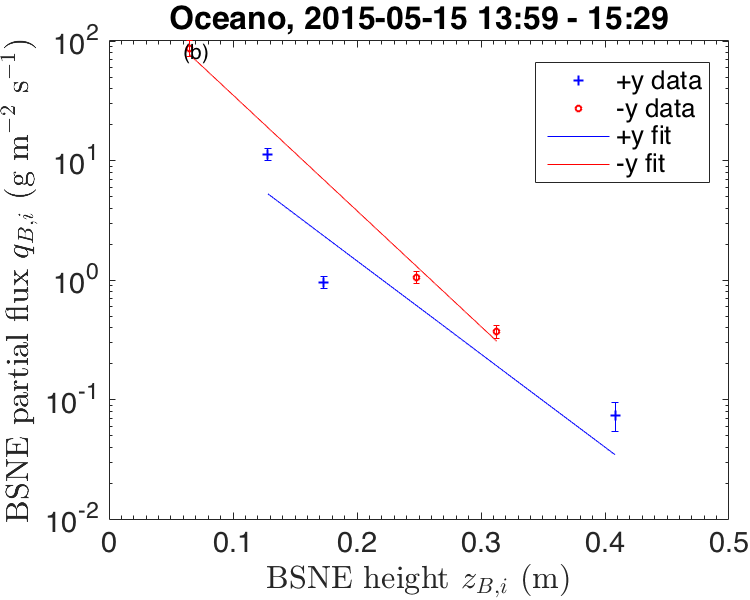 Oceano, 2015-05-15 13:59 - 15:29
(b)
+y data
-y data
+y fit
-y fit
10^2
10^1
10^0
10^-1
10^-2
BSNE partial flux q_{B,i} (g m^{-2} s^{-1})
0 0.1 0.2 0.3 0.4 0.5
BSNE height z_{B,i} (m)